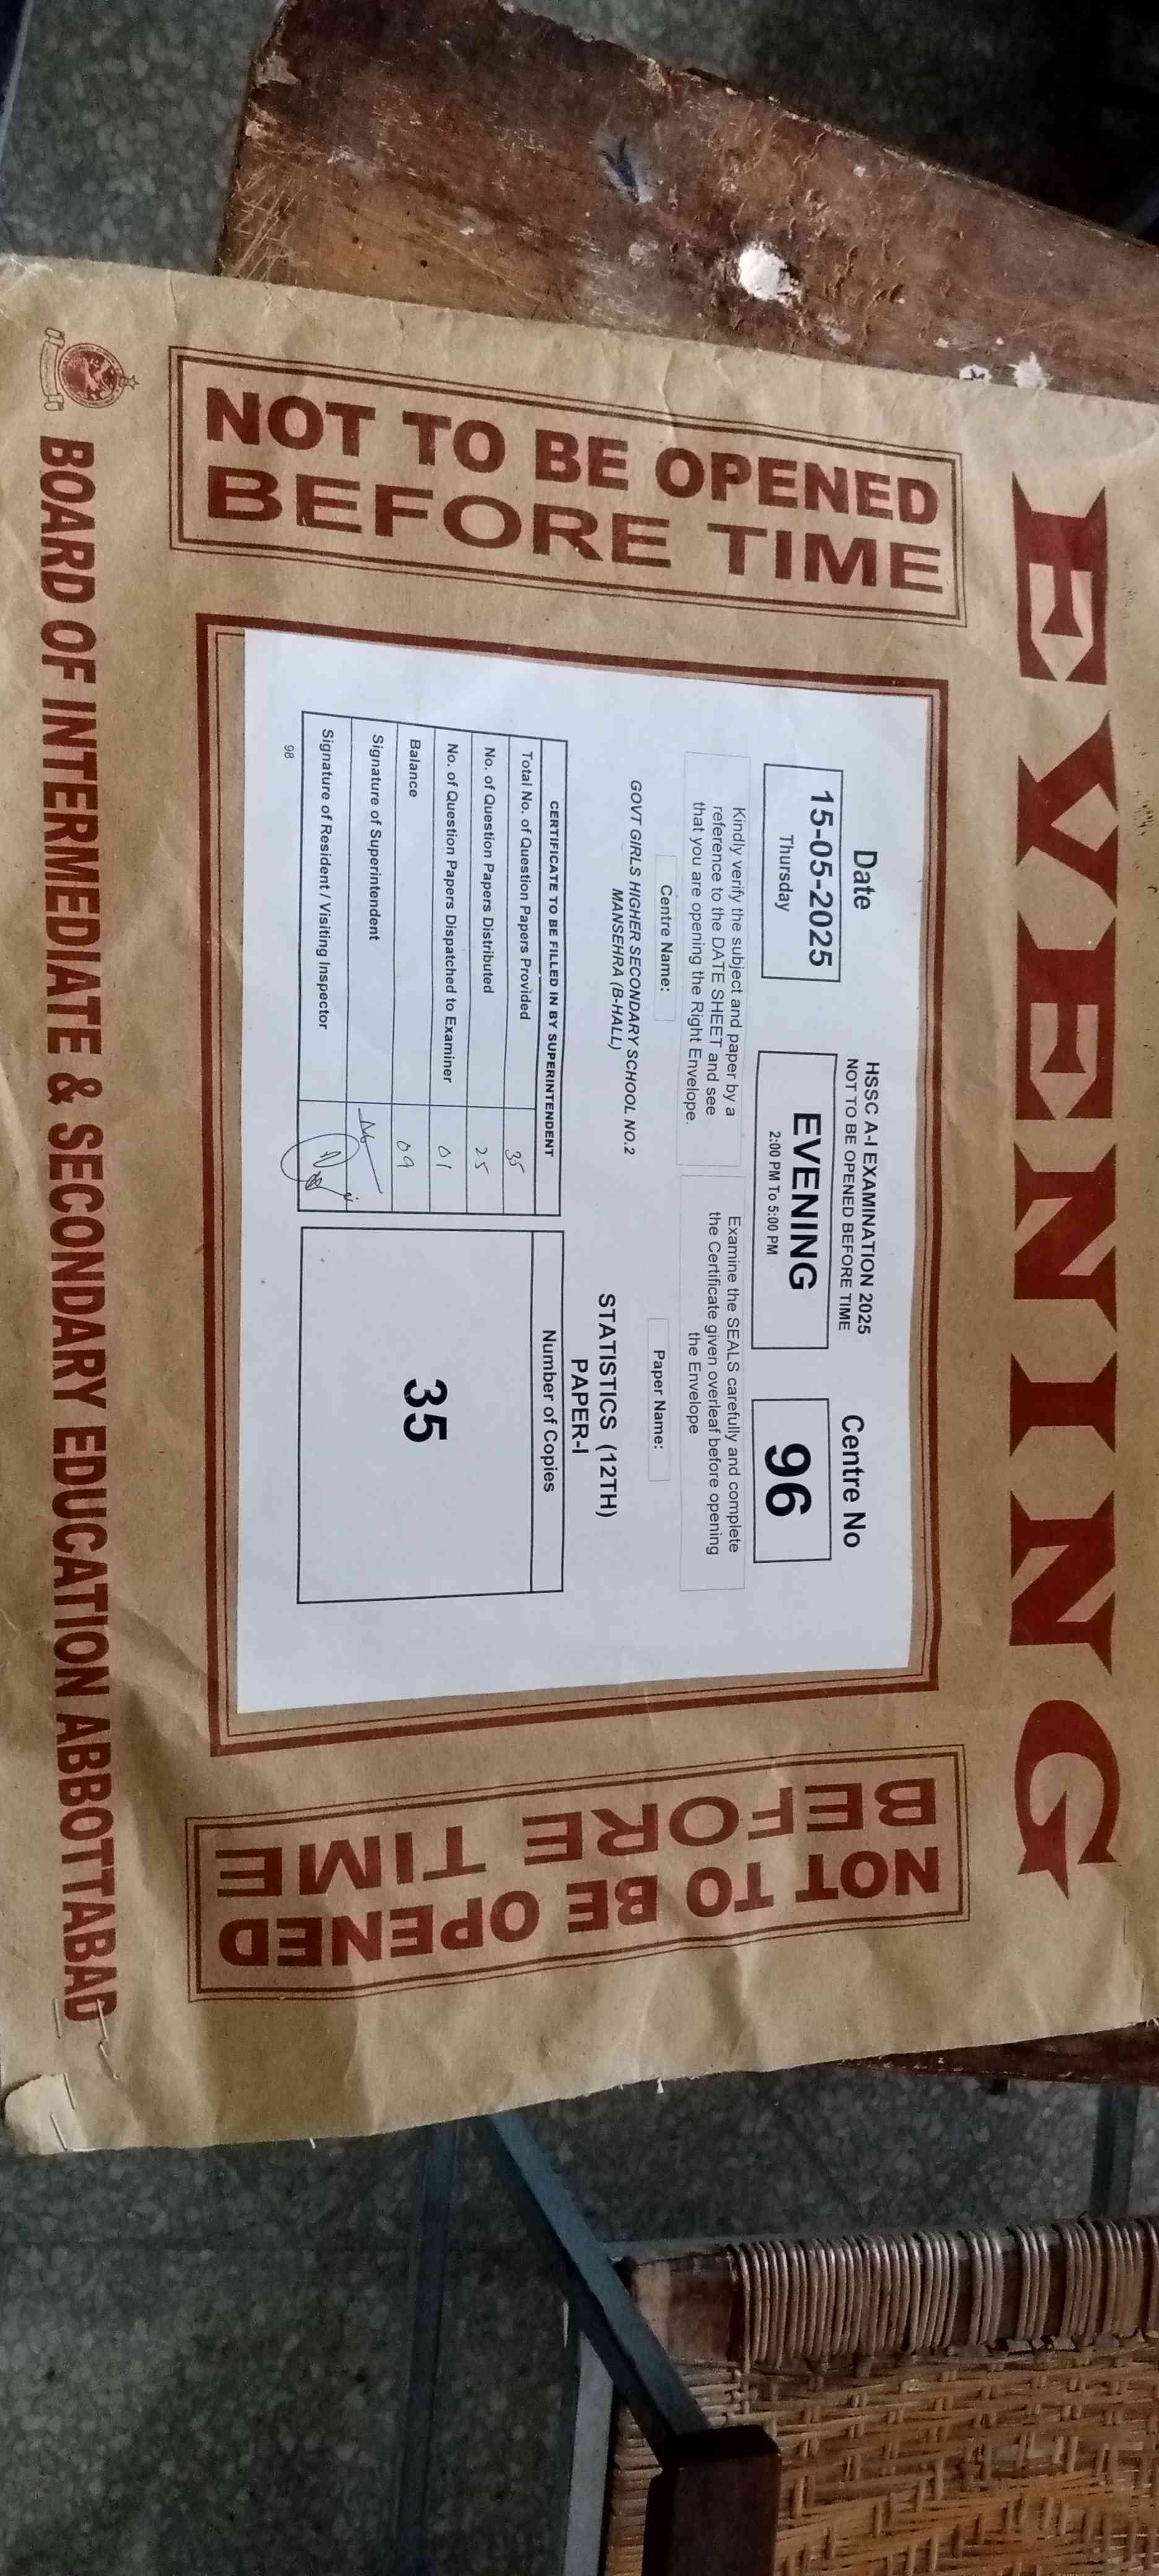 EVENING
NOT TO BE OPENED
BEFORE TIME
Date
15-05-2025
Thursday
HSSC A-I EXAMINATION 2025
NOT TO BE OPENED BEFORE TIME
EVENING
2:00 PM To 5:00 PM
Centre No
96
Kindly verify the subject and paper by a
reference to the DATE SHEET and see
that you are opening the Right Envelope.
Examine the SEALS carefully and complete
the Certificate given overleaf before opening
the Envelope
Centre Name:
GOVT GIRLS HIGHER SECONDARY SCHOOL NO.2
MANSEHRA (B-HALL)
Paper Name:
STATISTICS (12TH)
PAPER-I
CERTIFICATE TO BE FILLED IN BY SUPERINTENDENT
Total No. of Question Papers Provided 35
No. of Question Papers Distributed 25
No. of Question Papers Dispatched to Examiner 01
Balance 09
Signature of Superintendent
Signature of Resident / Visiting Inspector
Number of Copies
35
98
NOT TO BE OPENED
BEFORE TIME
BOARD OF INTERMEDIATE & SECONDARY EDUCATION ABBOTTABAD